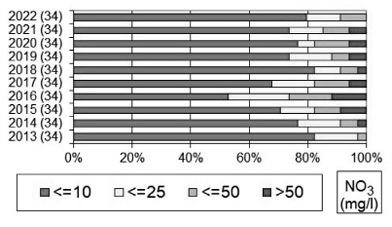 2022 (34)
2021 (34)
2020 (34)
2019 (34)
2018 (34)
2017 (34)
2016 (34)
2015 (34)
2014 (34)
2013 (34)
0% 20% 40% 60% 80% 100%
<=10 <=25 <=50 >50
NO3
(mg/l)